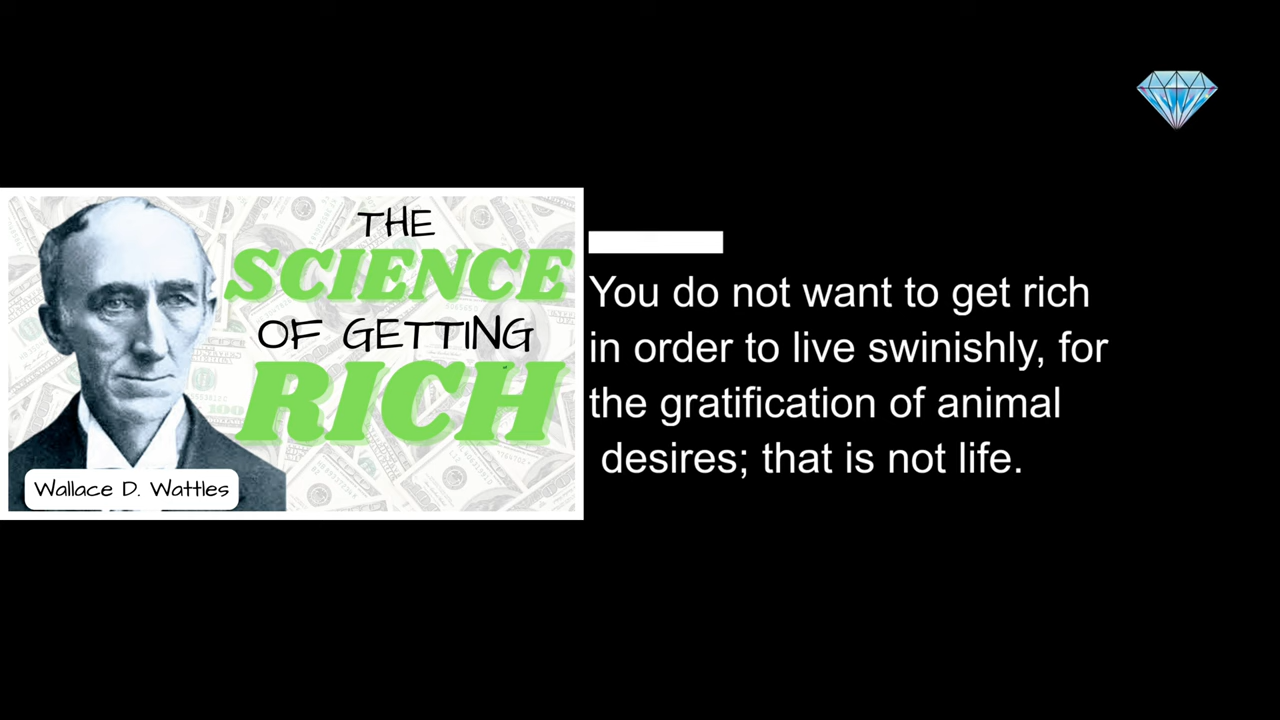 THE
SCIENCE
OF GETTING
RICH
Wallace D. Wattles
You do not want to get rich
in order to live swinishly, for
the gratification of animal
desires; that is not life.